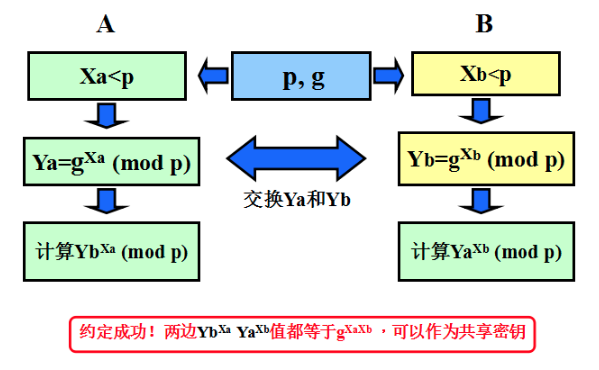 A
B
Xa<p
p, g
Xb<p
Ya=g^Xa (mod p)
Yb=g^Xb (mod p)
交换Ya和Yb
计算Yb^Xa (mod p)
计算Ya^Xb (mod p)
约定成功！两边Yb^Xa Ya^Xb值都等于g^XaXb，可以作为共享密钥